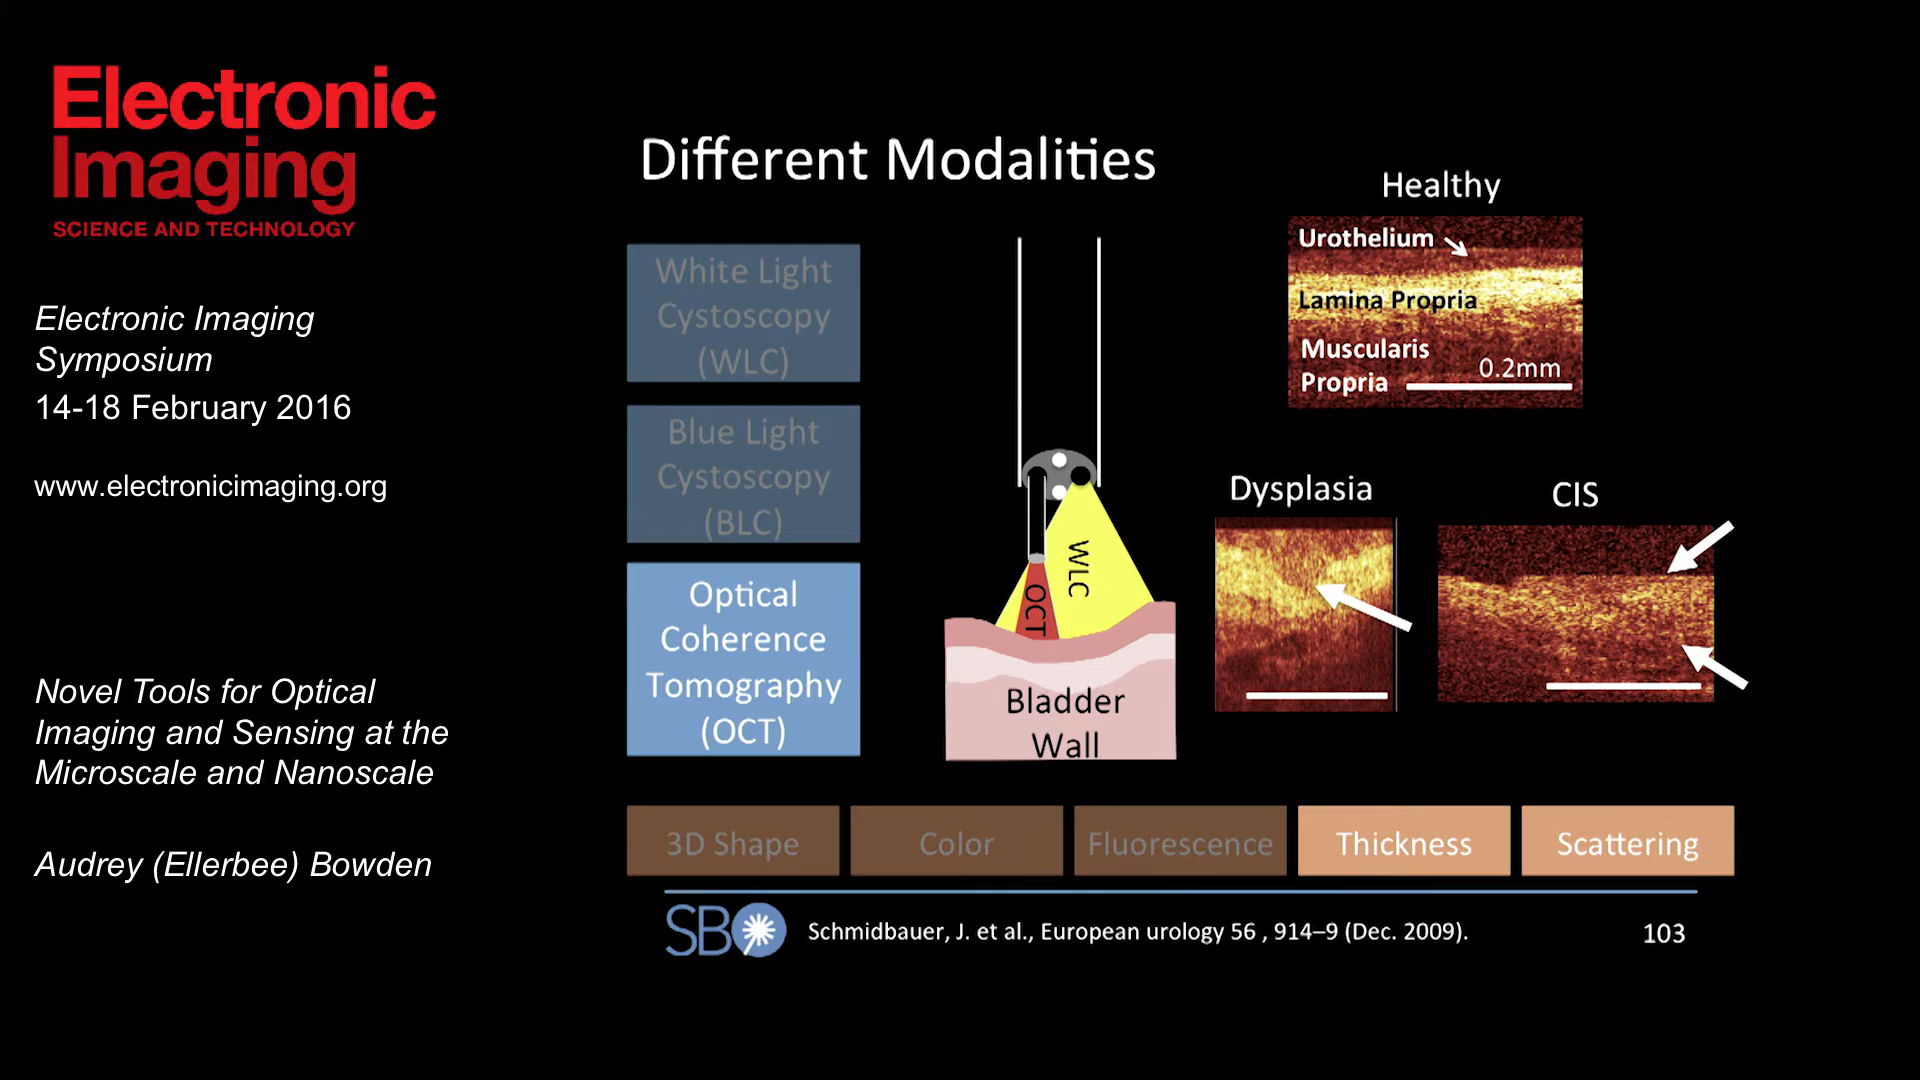 Electronic
Imaging
SCIENCE AND TECHNOLOGY
Electronic Imaging
Symposium
14-18 February 2016
www.electronicimaging.org
Novel Tools for Optical
Imaging and Sensing at the
Microscale and Nanoscale
Audrey (Ellerbee) Bowden
Different Modalities
White Light
Cystoscopy
(WLC)
Blue Light
Cystoscopy
(BLC)
Optical
Coherence
Tomography
(OCT)
WLC
OCT
Bladder
Wall
Healthy
Urothelium
Lamina Propria
Muscularis
Propria
0.2mm
Dysplasia
CIS
3D Shape
Color
Fluorescence
Thickness
Scattering
SB
Schmidbauer, J. et al., European urology 56 , 914–9 (Dec. 2009).
103